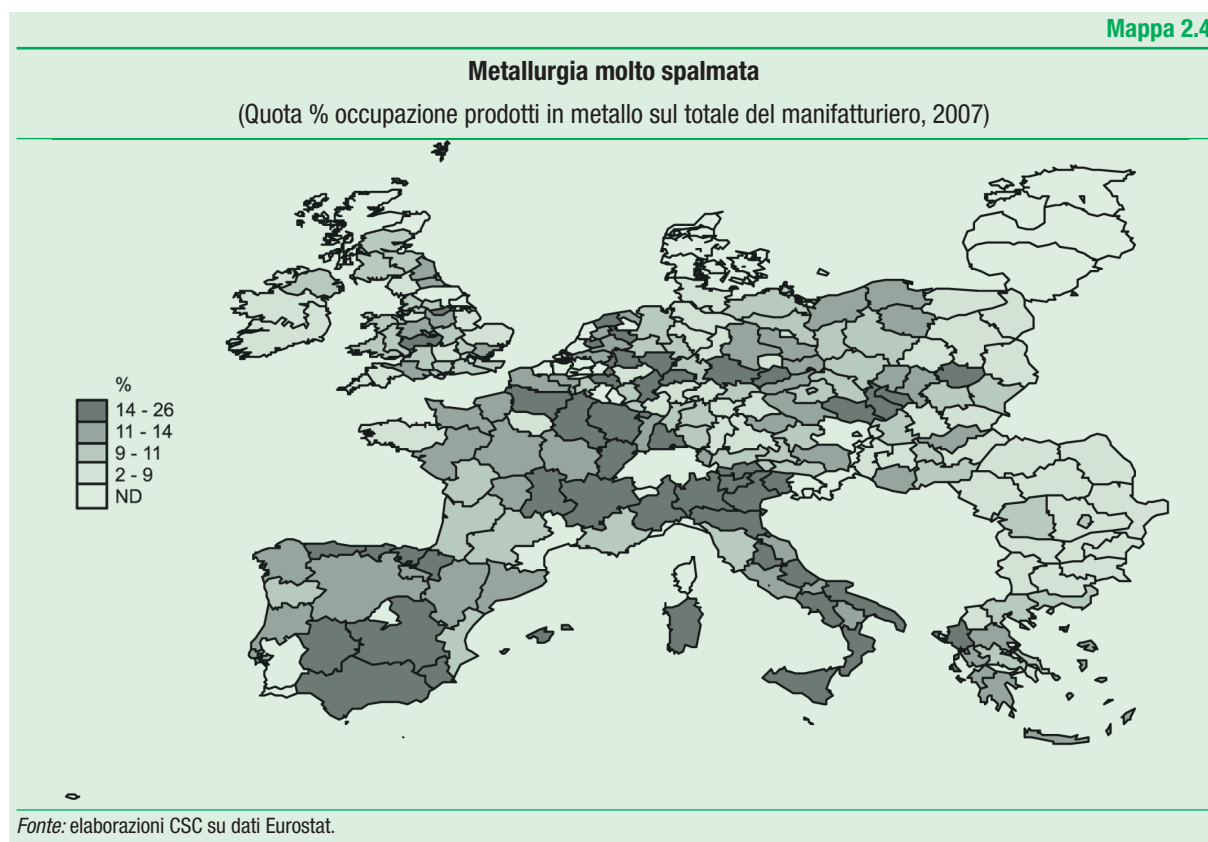 Mappa 2.4
Metallurgia molto spalmata
(Quota % occupazione prodotti in metallo sul totale del manifatturiero, 2007)
%
14 - 26
11 - 14
9 - 11
2 - 9
ND
Fonte: elaborazioni CSC su dati Eurostat.